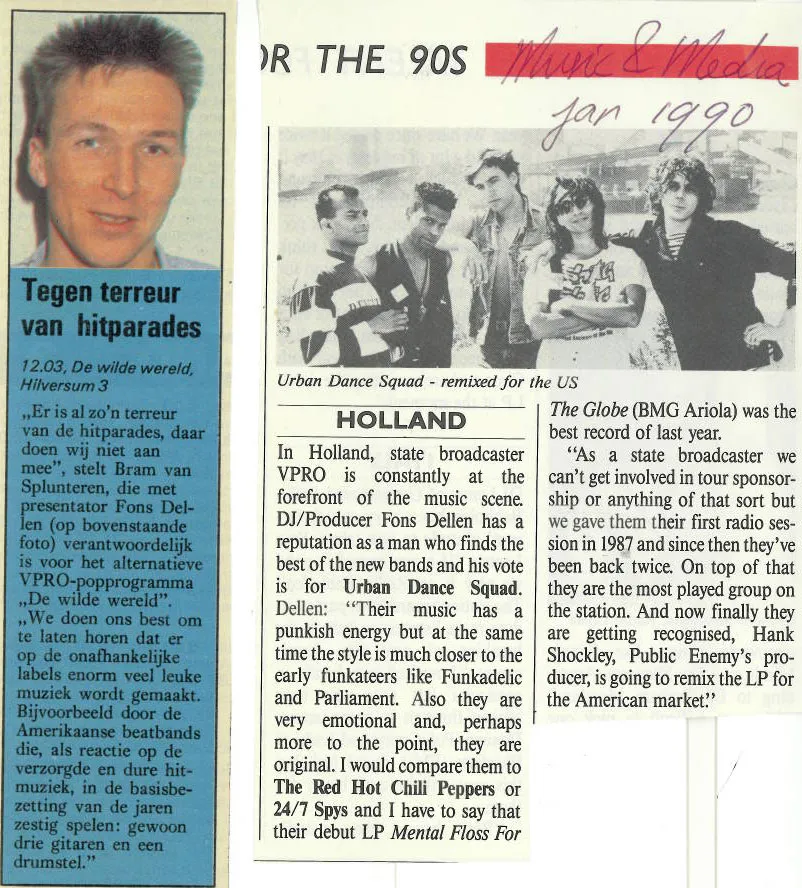 Tegen terreur
van hitparades
12.03, De wilde wereld,
Hilversum 3
„Er is al zo'n terreur
van de hitparades, daar
doen wij niet aan
mee”, stelt Bram van
Splunteren, die met
presentator Fons Del-
len (op bovenstaande
foto) verantwoordelijk
is voor het alternatieve
VPRO-popprogramma
„De wilde wereld”.
„We doen ons best om
te laten horen dat er
op de onafhankelijke
labels enorm veel leuke
muziek wordt gemaakt.
Bijvoorbeeld door de
Amerikaanse beatbands
die, als reactie op de
verzorgde en dure hit-
muziek, in de basisbe-
zetting van de jaren
zestig spelen: gewoon
drie gitaren en een
drumstel.”
OR THE 90S
Music & Media
jan 1990
Urban Dance Squad - remixed for the US
HOLLAND
In Holland, state broadcaster
VPRO is constantly at the
forefront of the music scene.
DJ/Producer Fons Dellen has a
reputation as a man who finds the
best of the new bands and his vote
is for Urban Dance Squad.
Dellen: “Their music has a
punkish energy but at the same
time the style is much closer to the
early funkateers like Funkadelic
and Parliament. Also they are
very emotional and, perhaps
more to the point, they are
original. I would compare them to
The Red Hot Chili Peppers or
24/7 Spys and I have to say that
their debut LP Mental Floss For
The Globe (BMG Ariola) was the
best record of last year.
“As a state broadcaster we
can't get involved in tour sponsor-
ship or anything of that sort but
we gave them their first radio ses-
sion in 1987 and since then they've
been back twice. On top of that
they are the most played group on
the station. And now finally they
are getting recognised, Hank
Shockley, Public Enemy's pro-
ducer, is going to remix the LP for
the American market.”